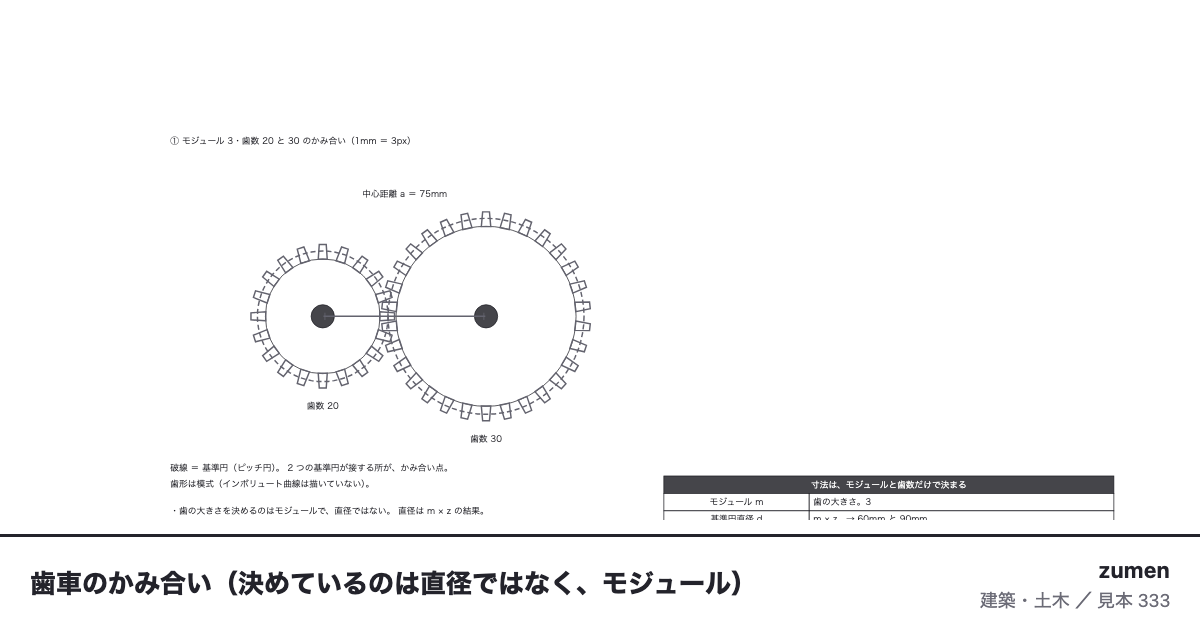 ① モジュール 3・歯数 20 と 30 のかみ合い（1mm ＝ 3px）
中心距離 a ＝ 75mm
歯数 20
歯数 30
破線 ＝ 基準円（ピッチ円）。 2 つの基準円が接する所が、かみ合い点。
歯形は模式（インボリュート曲線は描いていない）。
・歯の大きさを決めるのはモジュールで、直径ではない。 直径は m × z の結果。
寸法は、モジュールと歯数だけで決まる
モジュール m 歯の大きさ。3
基準円直径 d m × z → 60mm と 90mm
歯車のかみ合い（決めているのは直径ではなく、モジュール）
zumen
建築・土木 ／ 見本 333